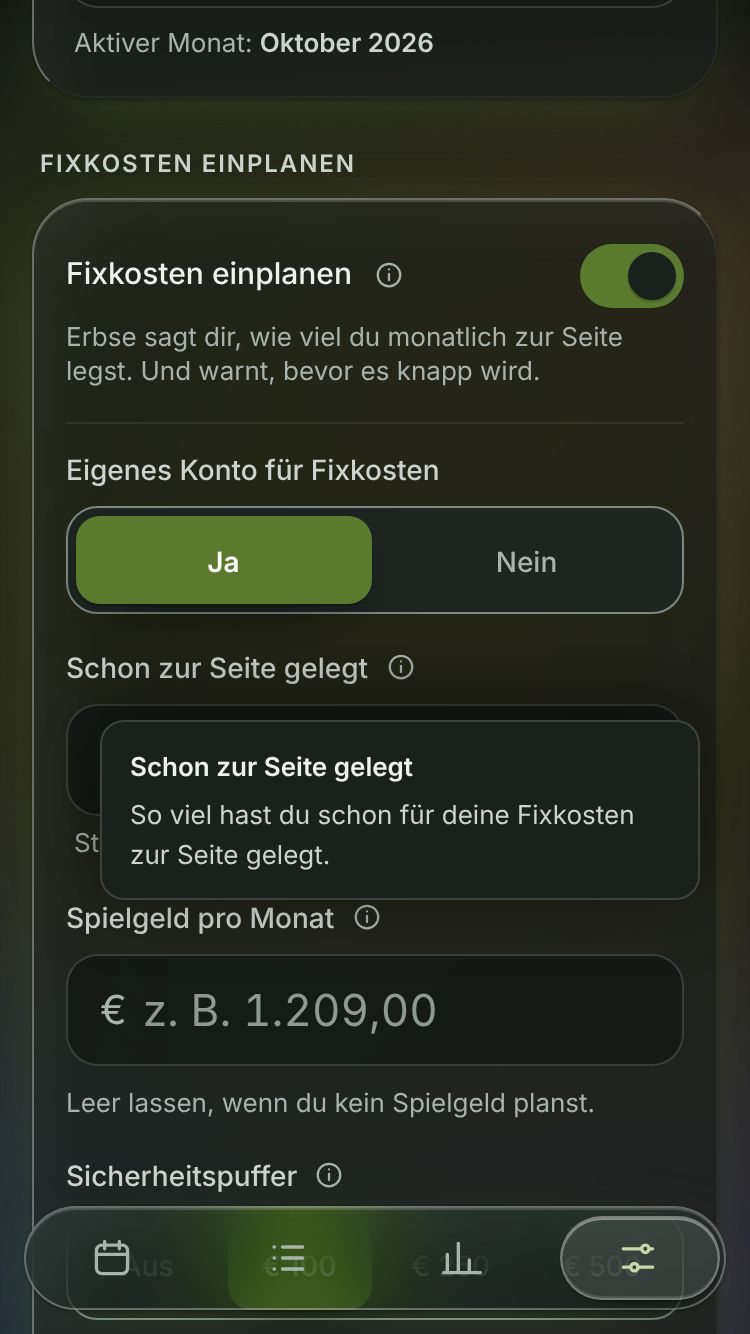 Aktiver Monat: Oktober 2026
FIXKOSTEN EINPLANEN
Fixkosten einplanen
Erbse sagt dir, wie viel du monatlich zur Seite
legst. Und warnt, bevor es knapp wird.
Eigenes Konto für Fixkosten
Ja
Nein
Schon zur Seite gelegt
Schon zur Seite gelegt
So viel hast du schon für deine Fixkosten
zur Seite gelegt.
Spielgeld pro Monat
€ z. B. 1.209,00
Leer lassen, wenn du kein Spielgeld planst.
Sicherheitspuffer
Aus
€ 500